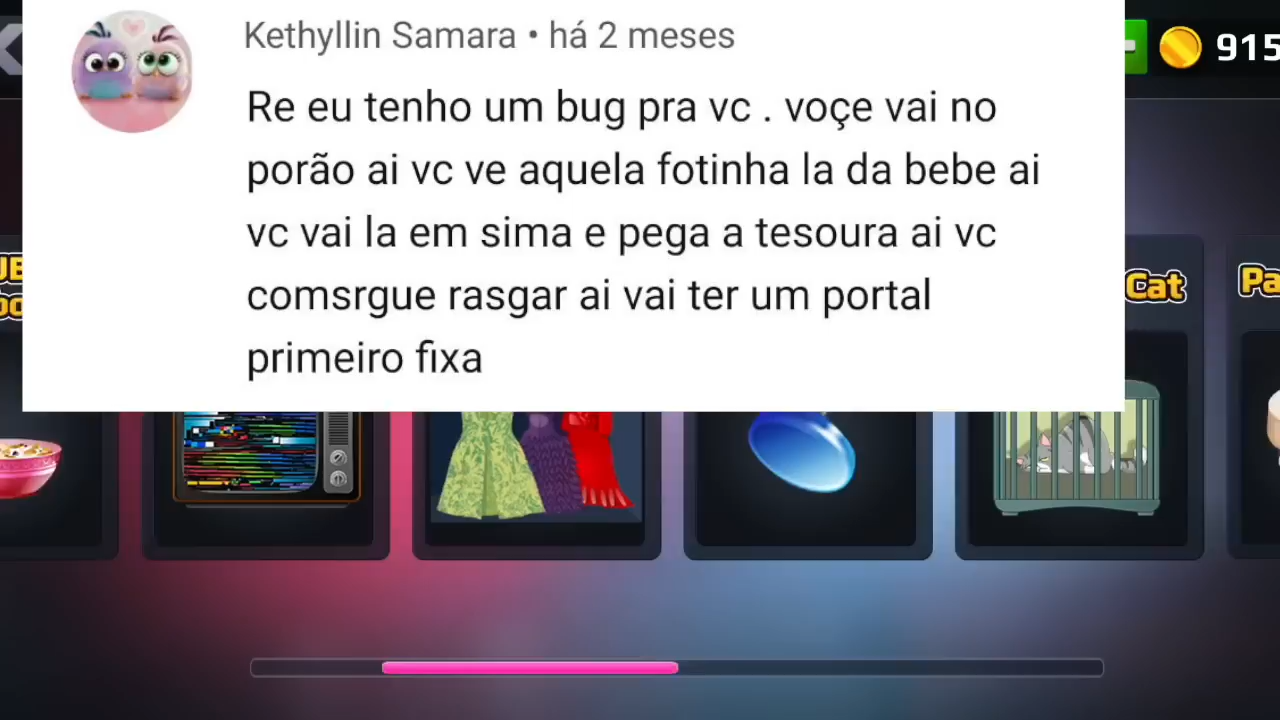 Kethyllin Samara • há 2 meses
915
Re eu tenho um bug pra vc . voçe vai no
porão ai vc ve aquela fotinha la da bebe ai
vc vai la em sima e pega a tesoura ai vc
comsrgue rasgar ai vai ter um portal
primeiro fixa
Cat